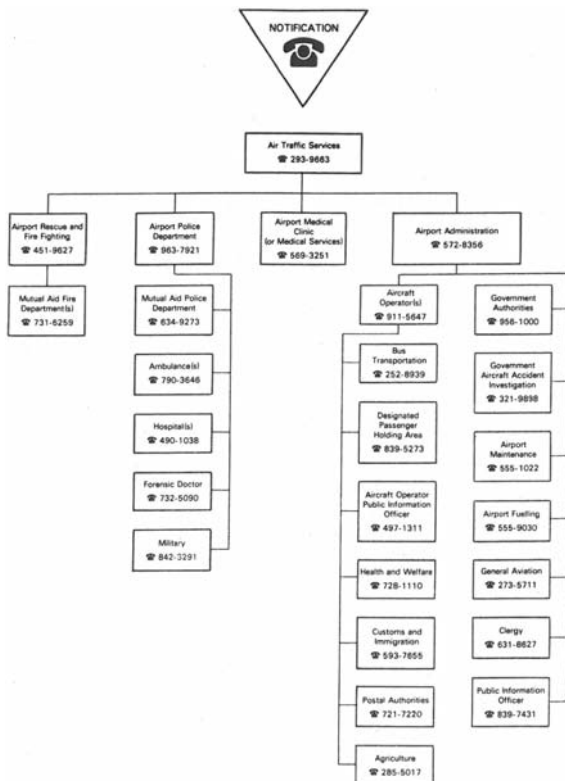 NOTIFICATION
Air Traffic Services
☎ 293-9663
Airport Rescue and
Fire Fighting
☎ 451-9627
Airport Police
Department
☎ 963-7921
Airport Medical
Clinic
(or Medical Services)
☎ 569-3251
Airport Administration
☎ 572-8356
Mutual Aid Fire
Department(s)
☎ 731-6259
Mutual Aid Police
Department
☎ 634-9273
Ambulance(s)
☎ 790-3646
Hospital(s)
☎ 490-1038
Forensic Doctor
☎ 732-5090
Military
☎ 842-3291
Aircraft
Operator(s)
☎ 911-5647
Bus
Transportation
☎ 252-8939
Designated
Passenger
Holding Area
☎ 839-5273
Aircraft Operator
Public Information
Officer
☎ 497-1311
Health and Welfare
☎ 728-1110
Customs and
Immigration
☎ 593-7655
Postal Authorities
☎ 721-7220
Agriculture
☎ 285-5017
Government
Authorities
☎ 956-1000
Government
Aircraft Accident
Investigation
☎ 321-9898
Airport
Maintenance
☎ 555-1022
Airport Fuelling
☎ 555-9030
General Aviation
☎ 273-5711
Clergy
☎ 631-8627
Public Information
Officer
☎ 839-7431